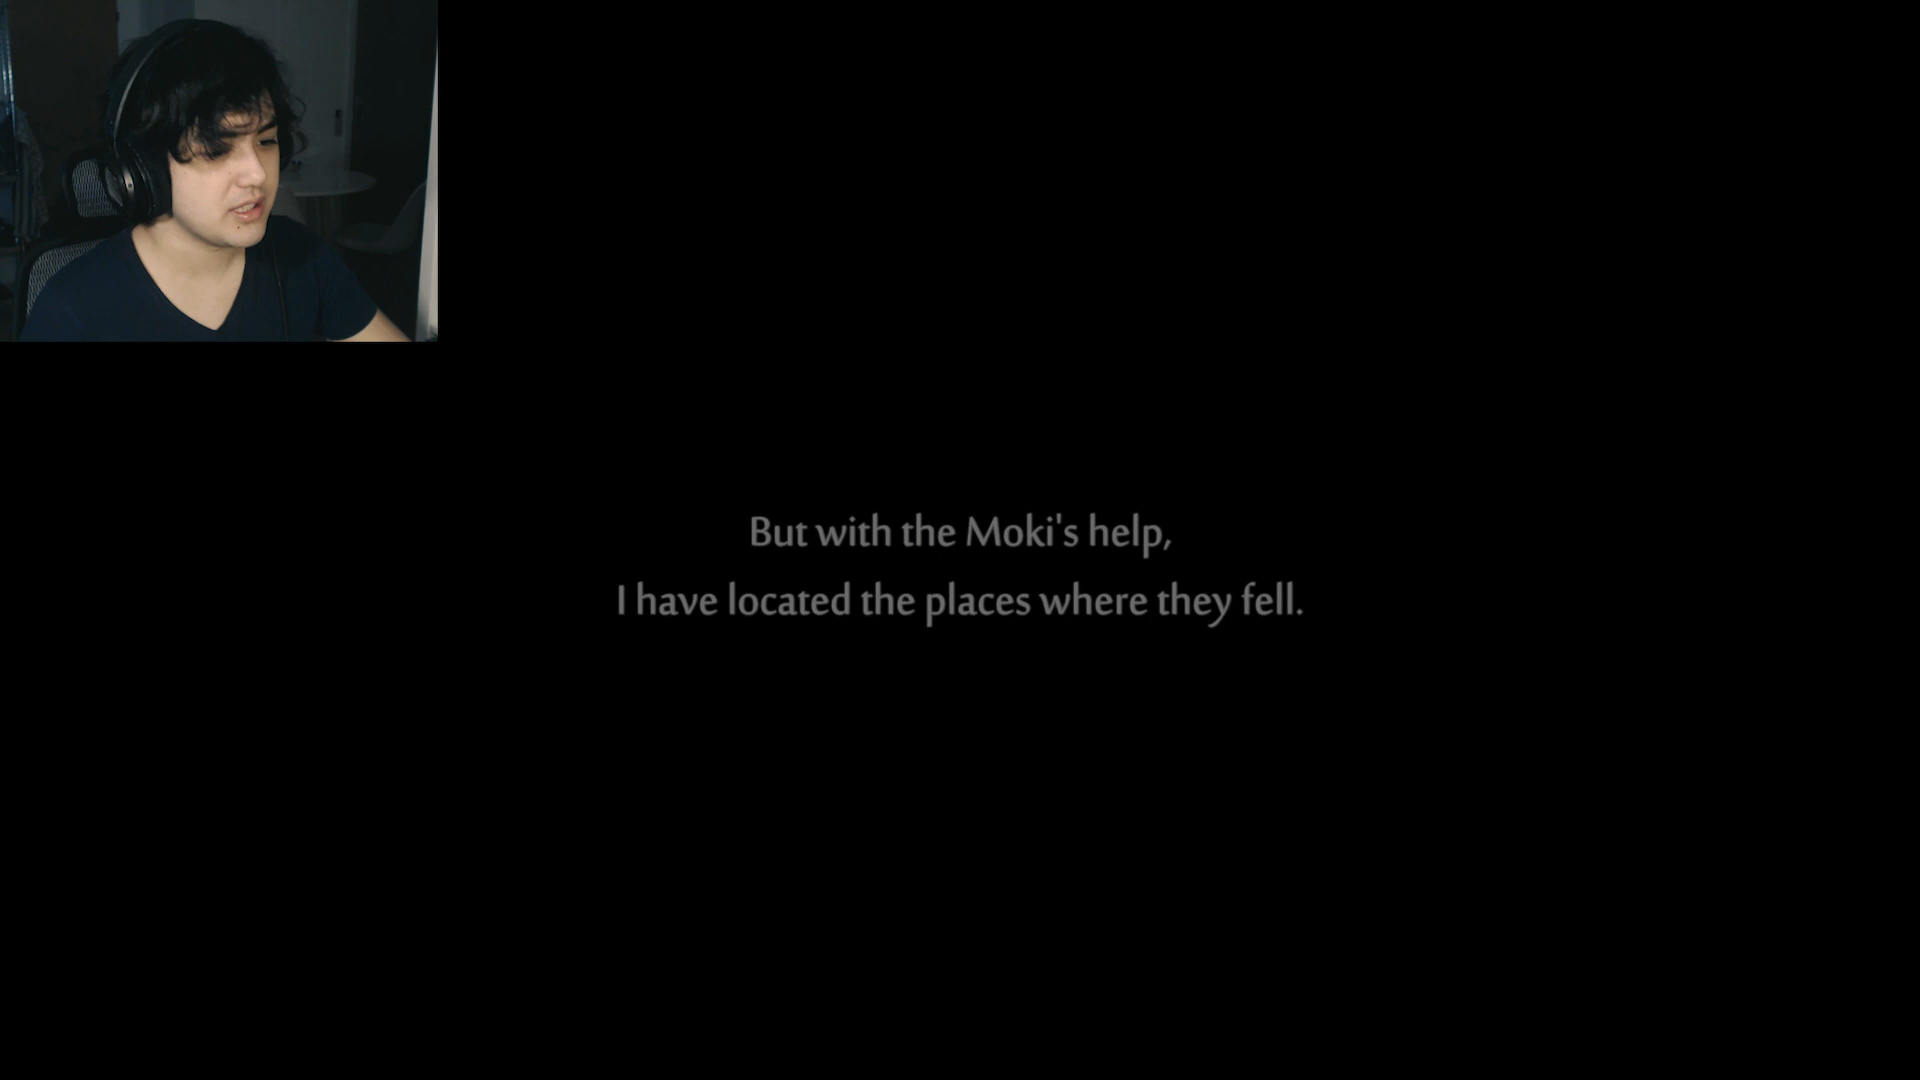 But with the Moki's help,
I have located the places where they fell.